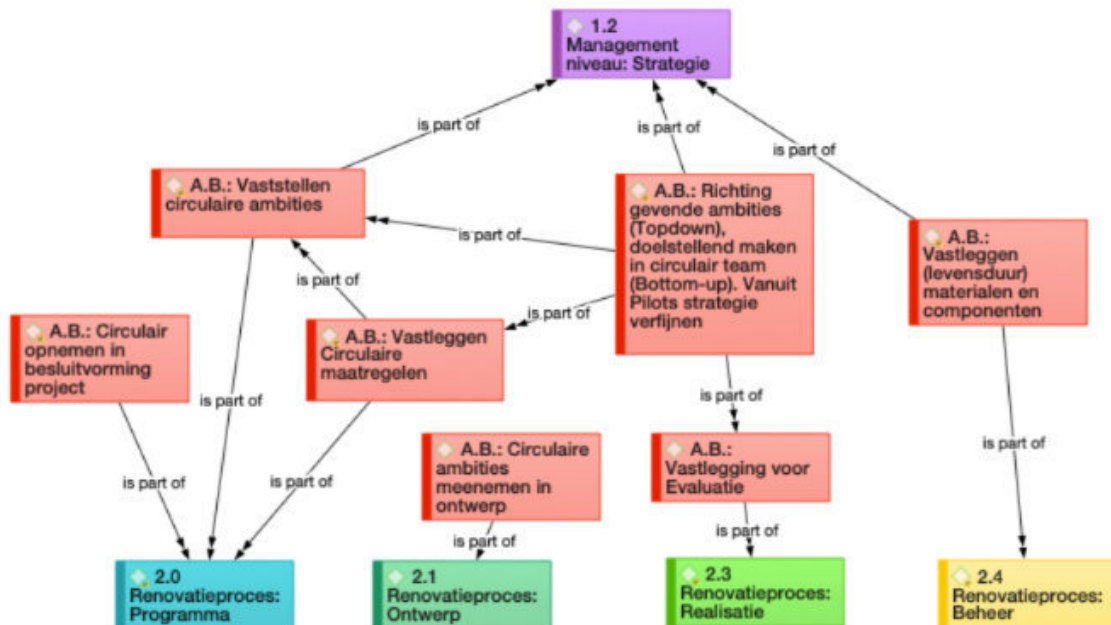 1.2
Management
niveau: Strategie
is part of
is part of
is part of
A.B.: Vaststellen
circulaire ambities
A.B.: Richting
gevende ambities
(Topdown),
doelstellend maken
in circulair team
(Bottom-up). Vanuit
Pilots strategie
verfijnen
A.B.:
Vastleggen
(levensduur)
materialen en
componenten
is part of
is part of
is part of
A.B.: Circulair
opnemen in
besluitvorming
project
A.B.: Vastleggen
Circulaire
maatregelen
is part of
is part of
A.B.: Circulaire
ambities
meenemen in
ontwerp
A.B.:
Vastlegging voor
Evaluatie
is part of
is part of
is part of
is part of
is part of
is part of
2.0
Renovatieproces:
Programma
2.1
Renovatieproces:
Ontwerp
2.3
Renovatieproces:
Realisatie
2.4
Renovatieproces:
Beheer